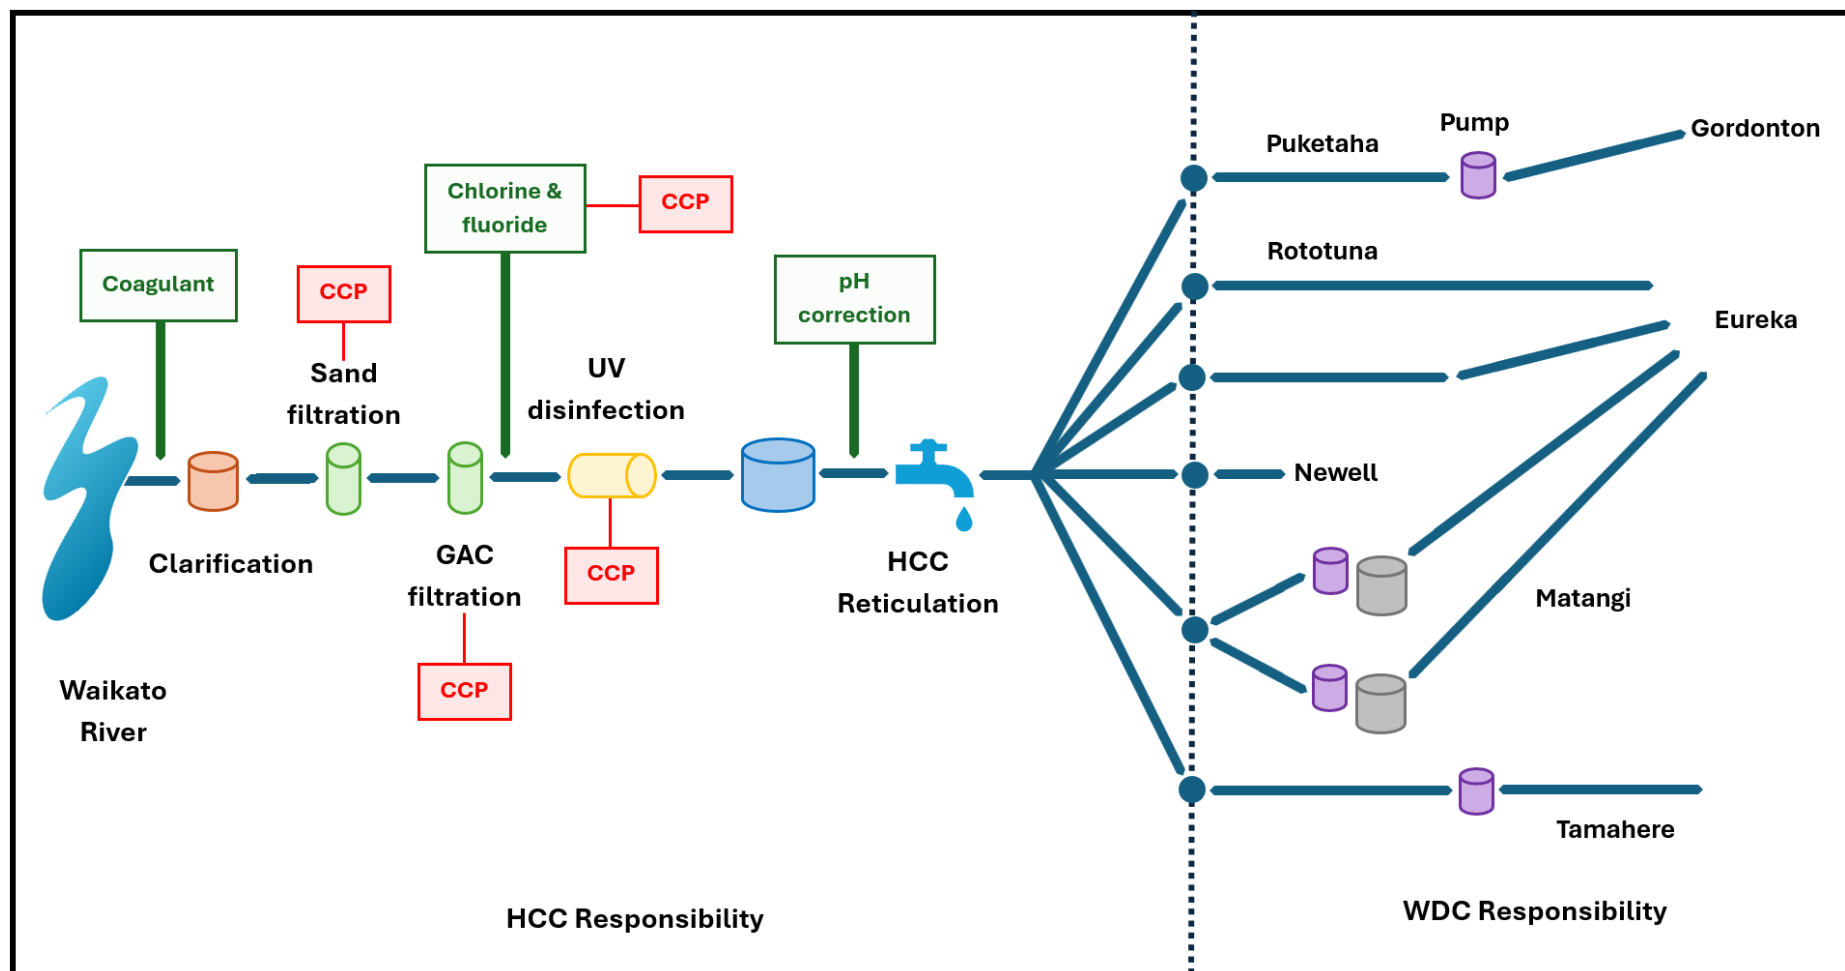 Coagulant
CCP
Sand
filtration
Chlorine &
fluoride
CCP
UV
disinfection
CCP
pH
correction
Clarification
GAC
filtration
CCP
HCC
Reticulation
Waikato
River
HCC Responsibility
Puketaha
Pump
Gordonton
Rototuna
Eureka
Newell
Matangi
Tamahere
WDC Responsibility